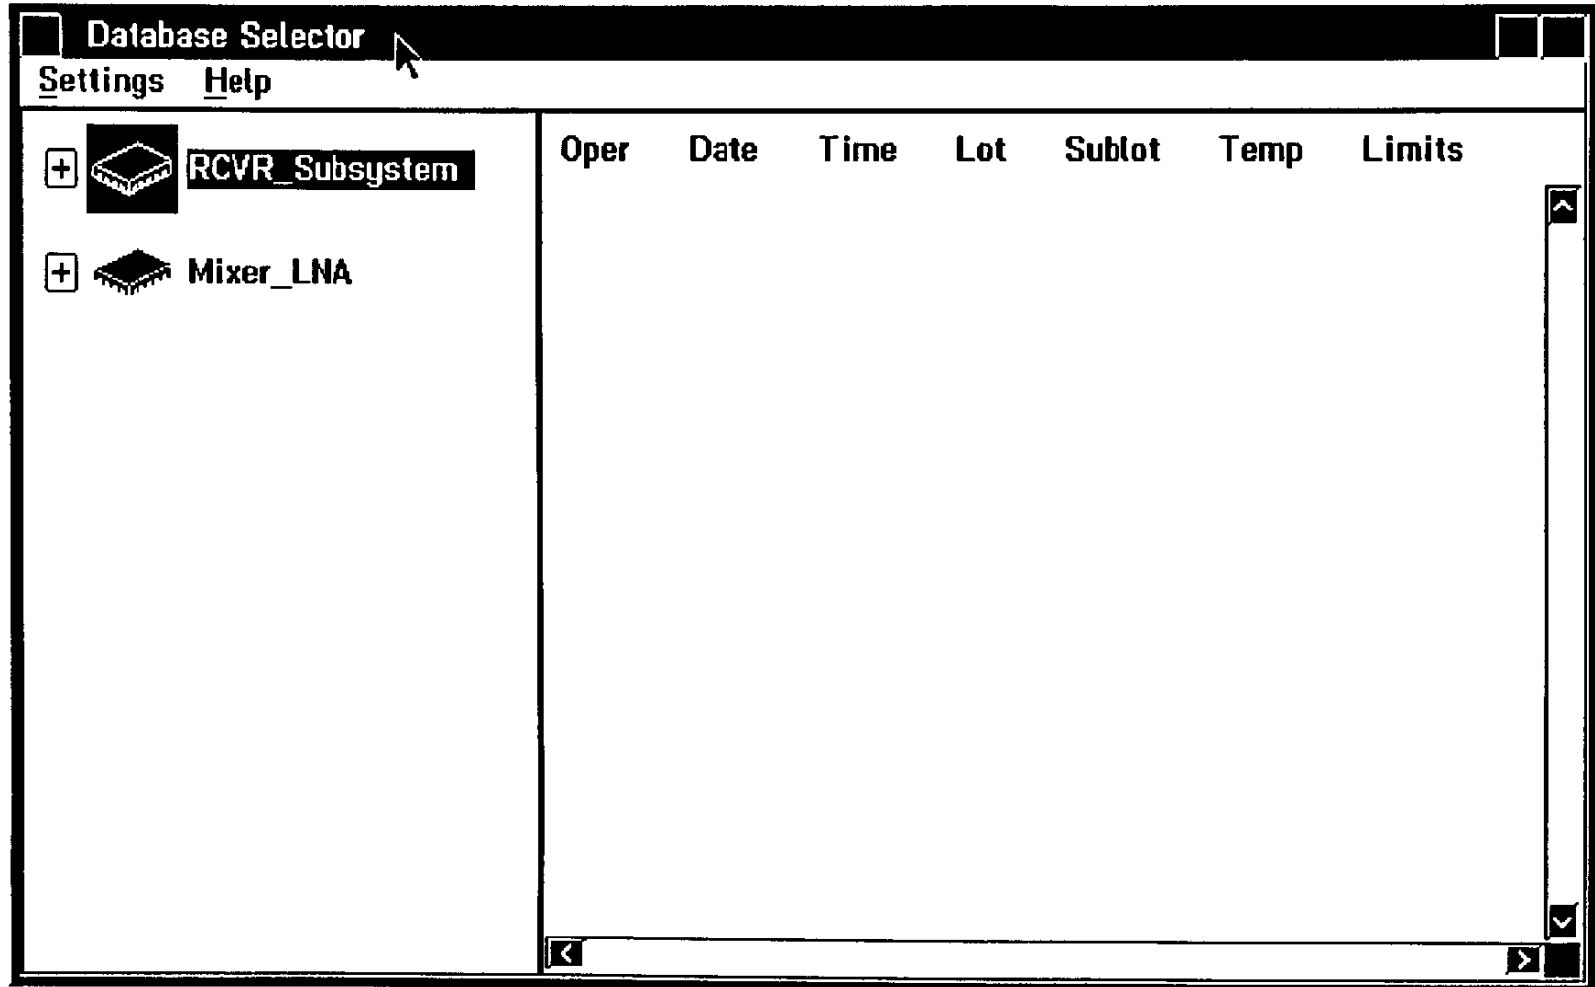 Database Selector
Settings Help
RCVR_Subsystem
Mixer_LNA
Oper Date Time Lot Sublot Temp Limits